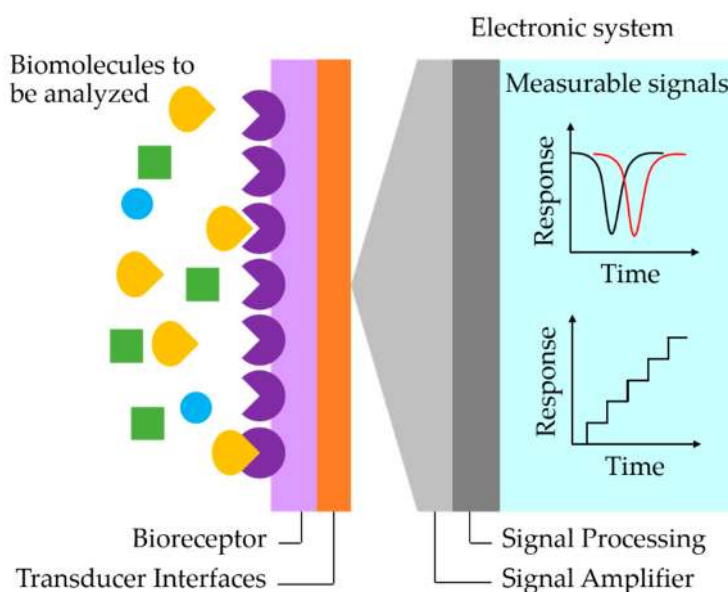 Electronic system
Biomolecules to
be analyzed
Measurable signals
Response
Time
Response
Time
Bioreceptor
Signal Processing
Transducer Interfaces
Signal Amplifier